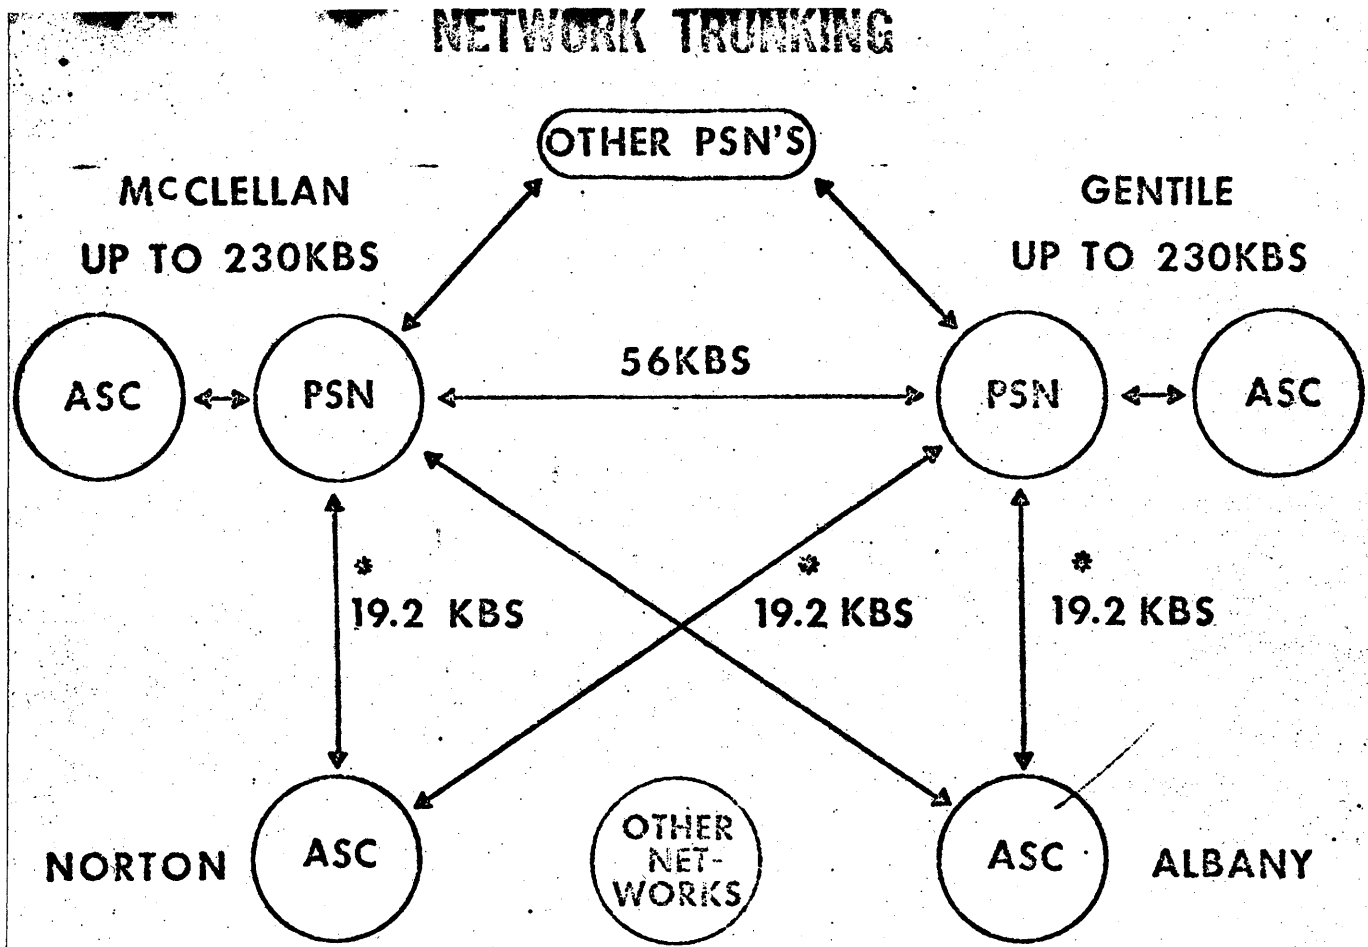 NETWORK TRUNKING
OTHER PSN'S
McCLELLAN
UP TO 230KBS
GENTILE
UP TO 230KBS
ASC
PSN
56KBS
PSN
ASC
*
19.2 KBS
*
19.2 KBS
*
19.2 KBS
NORTON
ASC
OTHER
NET-
WORKS
ASC
ALBANY